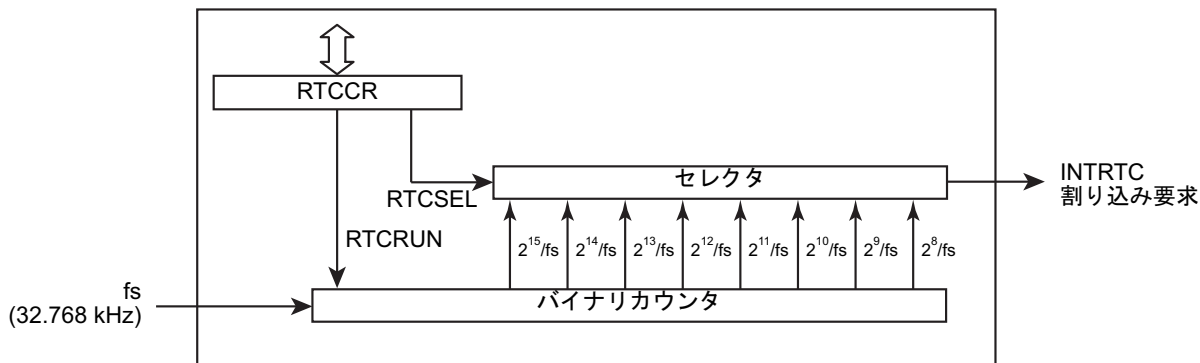 RTCCR
セレクタ
INTRTC
割り込み要求
RTCSEL
RTCRUN
2^15/fs 2^14/fs 2^13/fs 2^12/fs 2^11/fs 2^10/fs 2^9/fs 2^8/fs
fs
(32.768 kHz)
バイナリカウンタ